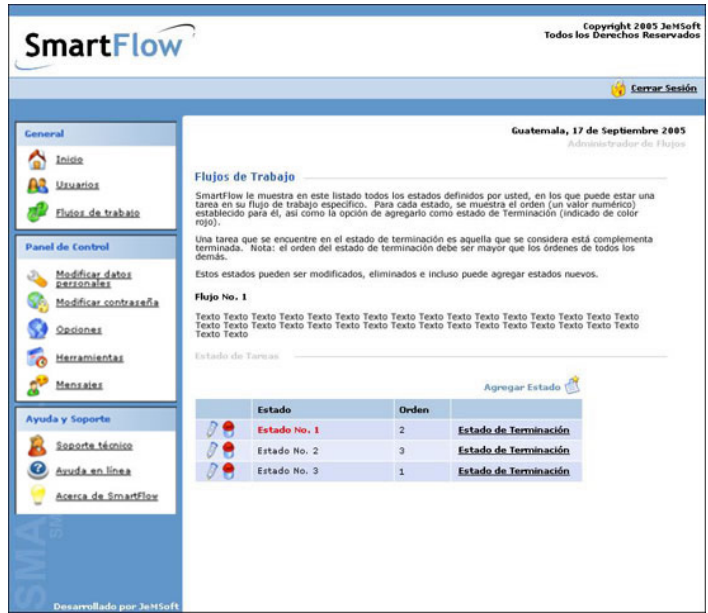 SmartFlow
Copyright 2005 JeMSoft
Todos los Derechos Reservados
Cerrar Sesión
General
Inicio
Usuarios
Flujos de trabajo
Panel de Control
Modificar datos
personales
Modificar contraseña
Opciones
Herramientas
Mensajes
Ayuda y Soporte
Soporte técnico
Ayuda en línea
Acerca de SmartFlow
SMA
SM
Desarrollado por JeMSoft
Guatemala, 17 de Septiembre 2005
Administrador de Flujos
Flujos de Trabajo
SmartFlow le muestra en este listado todos los estados definidos por usted, en los que puede estar una
tarea en su flujo de trabajo específico. Para cada estado, se muestra el orden (un valor numérico)
establecido para él, así como la opción de agregarlo como estado de Terminación (indicado de color
rojo).
Una tarea que se encuentre en el estado de terminación es aquella que se considera está complementa
terminada. Nota: el orden del estado de terminación debe ser mayor que los órdenes de todos los
demás.
Estos estados pueden ser modificados, eliminados e incluso puede agregar estados nuevos.
Flujo No. 1
Texto Texto Texto Texto Texto Texto Texto Texto Texto Texto Texto Texto Texto Texto Texto Texto
Texto Texto Texto Texto Texto Texto Texto Texto Texto Texto Texto Texto Texto Texto Texto Texto
Texto Texto
Estado de Tareas
Agregar Estado
Estado Orden
Estado No. 1 2 Estado de Terminación
Estado No. 2 3 Estado de Terminación
Estado No. 3 1 Estado de Terminación